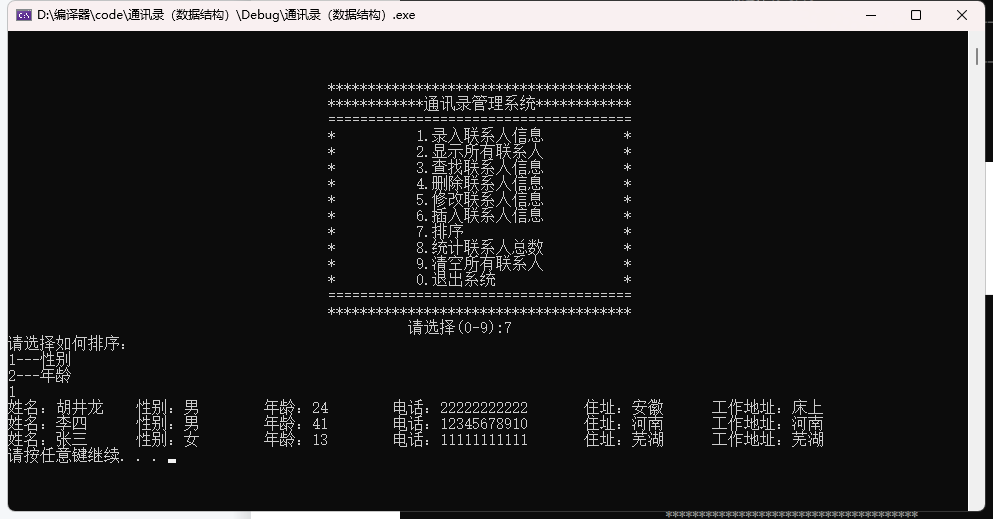 D:\编译器\code\通讯录（数据结构）\Debug\通讯录（数据结构）.exe
**************************************
************通讯录管理系统************
======================================
* 1.录入联系人信息 *
* 2.显示所有联系人 *
* 3.查找联系人信息 *
* 4.删除联系人信息 *
* 5.修改联系人信息 *
* 6.插入联系人信息 *
* 7.排序 *
* 8.统计联系人总数 *
* 9.清空所有联系人 *
* 0.退出系统 *
======================================
**************************************
请选择(0-9):7
请选择如何排序：
1---性别
2---年龄
1
姓名：胡井龙 性别：男 年龄：24 电话：22222222222 住址：安徽 工作地址：床上
姓名：李四 性别：男 年龄：41 电话：12345678910 住址：河南 工作地址：河南
姓名：张三 性别：女 年龄：13 电话：11111111111 住址：芜湖 工作地址：芜湖
请按任意键继续. . .